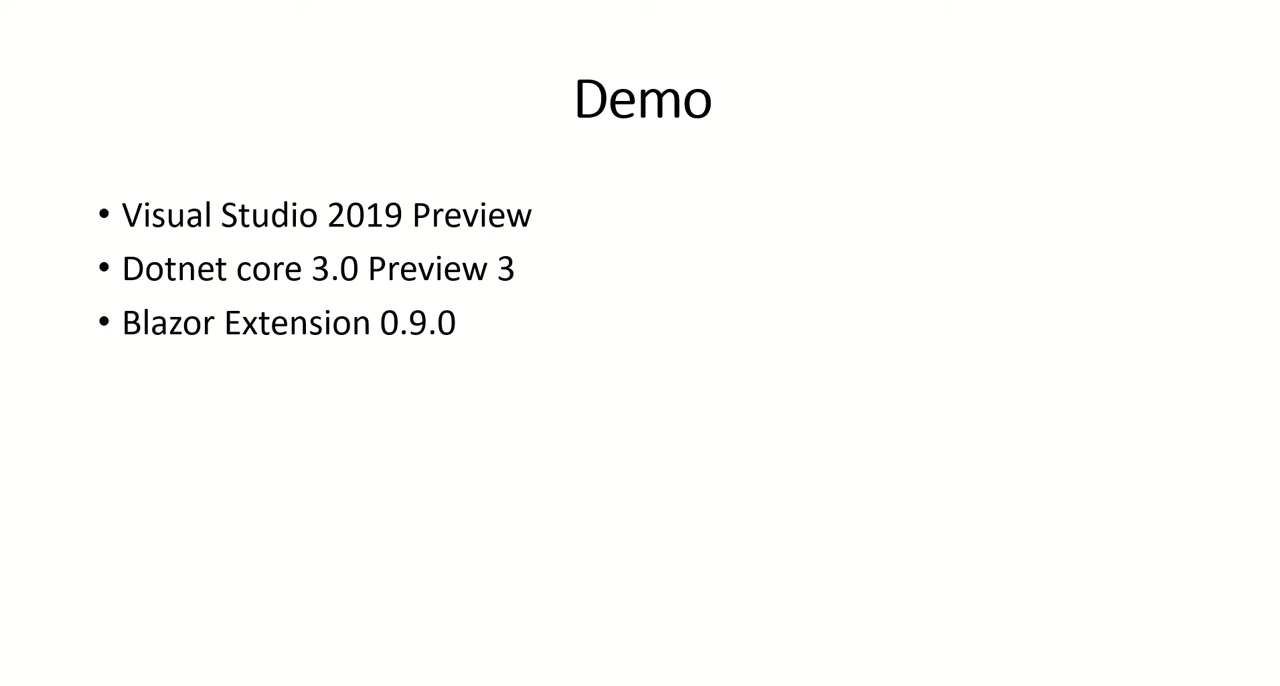 Demo
• Visual Studio 2019 Preview
• Dotnet core 3.0 Preview 3
• Blazor Extension 0.9.0